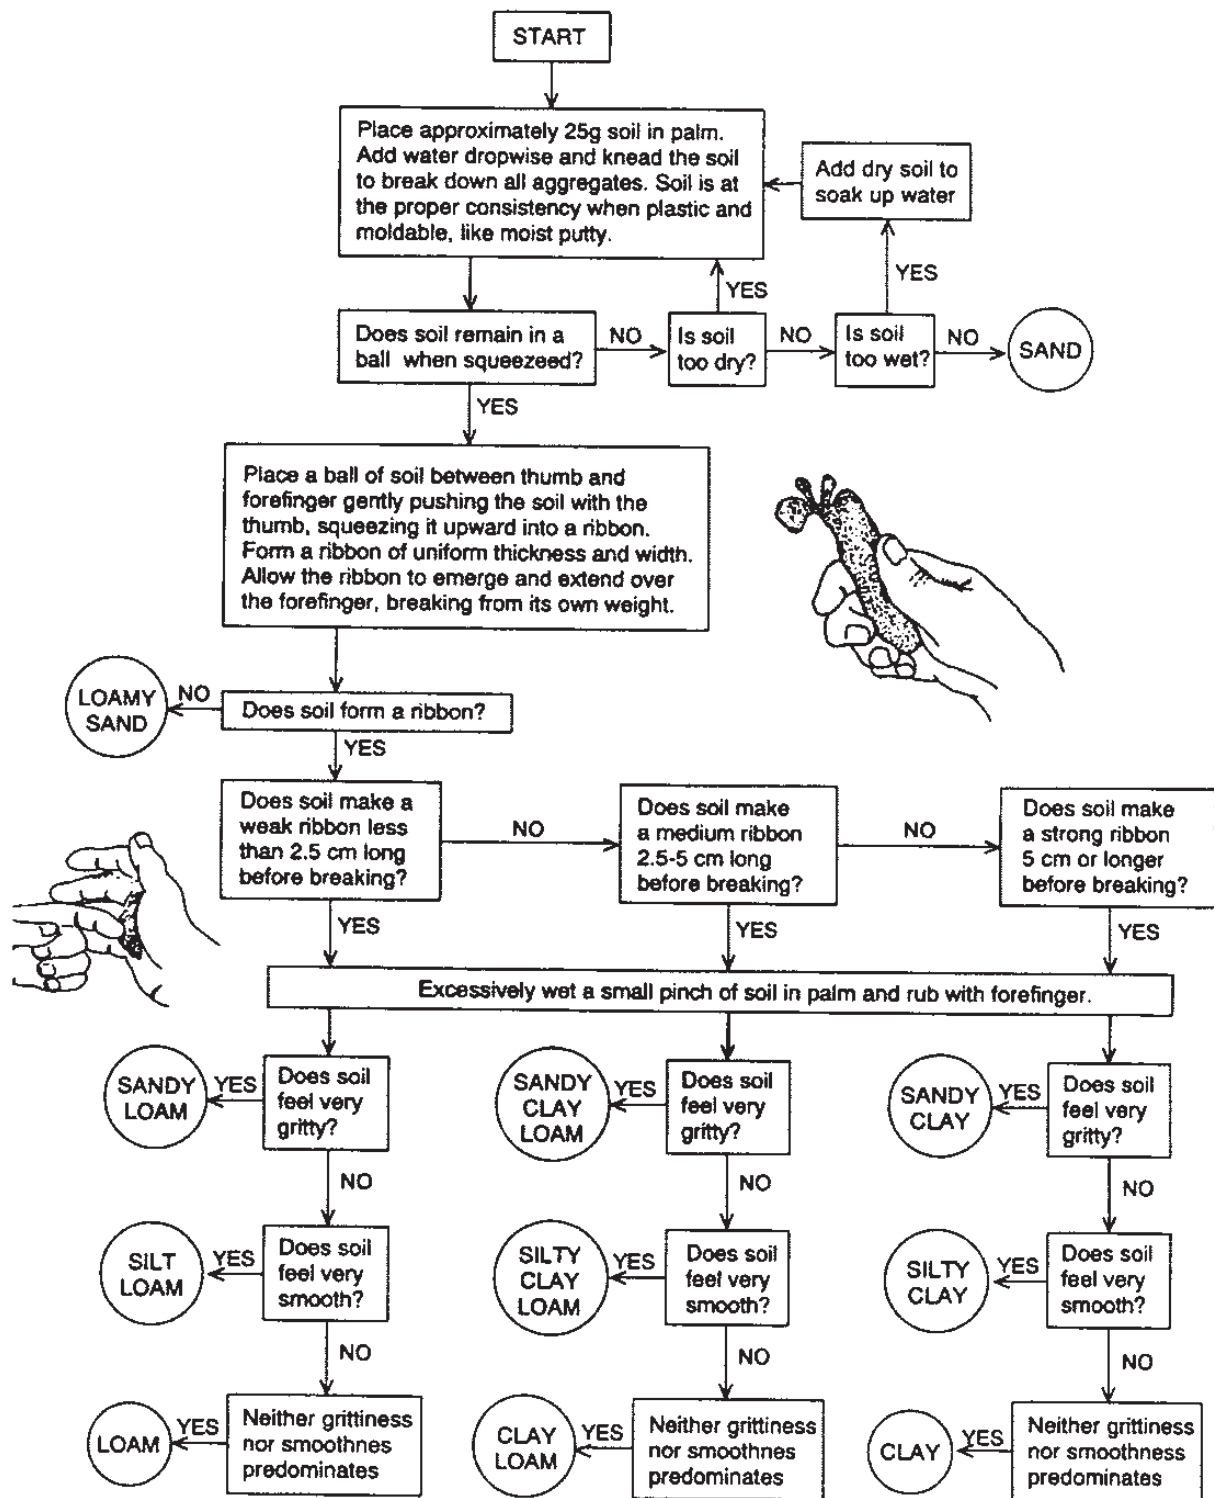 START
Place approximately 25g soil in palm.
Add water dropwise and knead the soil
to break down all aggregates. Soil is at
the proper consistency when plastic and
moldable, like moist putty.
Add dry soil to
soak up water
YES
YES
Does soil remain in a
ball when squeezeed?
NO
Is soil
too dry?
NO
Is soil
too wet?
NO
SAND
YES
Place a ball of soil between thumb and
forefinger gently pushing the soil with the
thumb, squeezing it upward into a ribbon.
Form a ribbon of uniform thickness and width.
Allow the ribbon to emerge and extend over
the forefinger, breaking from its own weight.
LOAMY
SAND
NO
Does soil form a ribbon?
YES
Does soil make a
weak ribbon less
than 2.5 cm long
before breaking?
NO
Does soil make
a medium ribbon
2.5-5 cm long
before breaking?
NO
Does soil make
a strong ribbon
5 cm or longer
before breaking?
YES
YES
YES
Excessively wet a small pinch of soil in palm and rub with forefinger.
SANDY
LOAM
YES
Does soil
feel very
gritty?
SANDY
CLAY
LOAM
YES
Does soil
feel very
gritty?
SANDY
CLAY
YES
Does soil
feel very
gritty?
NO
NO
NO
SILT
LOAM
YES
Does soil
feel very
smooth?
SILTY
CLAY
LOAM
YES
Does soil
feel very
smooth?
SILTY
CLAY
YES
Does soil
feel very
smooth?
NO
NO
NO
LOAM
YES
Neither grittiness
nor smoothnes
predominates
CLAY
LOAM
YES
Neither grittiness
nor smoothnes
predominates
CLAY
YES
Neither grittiness
nor smoothness
predominates